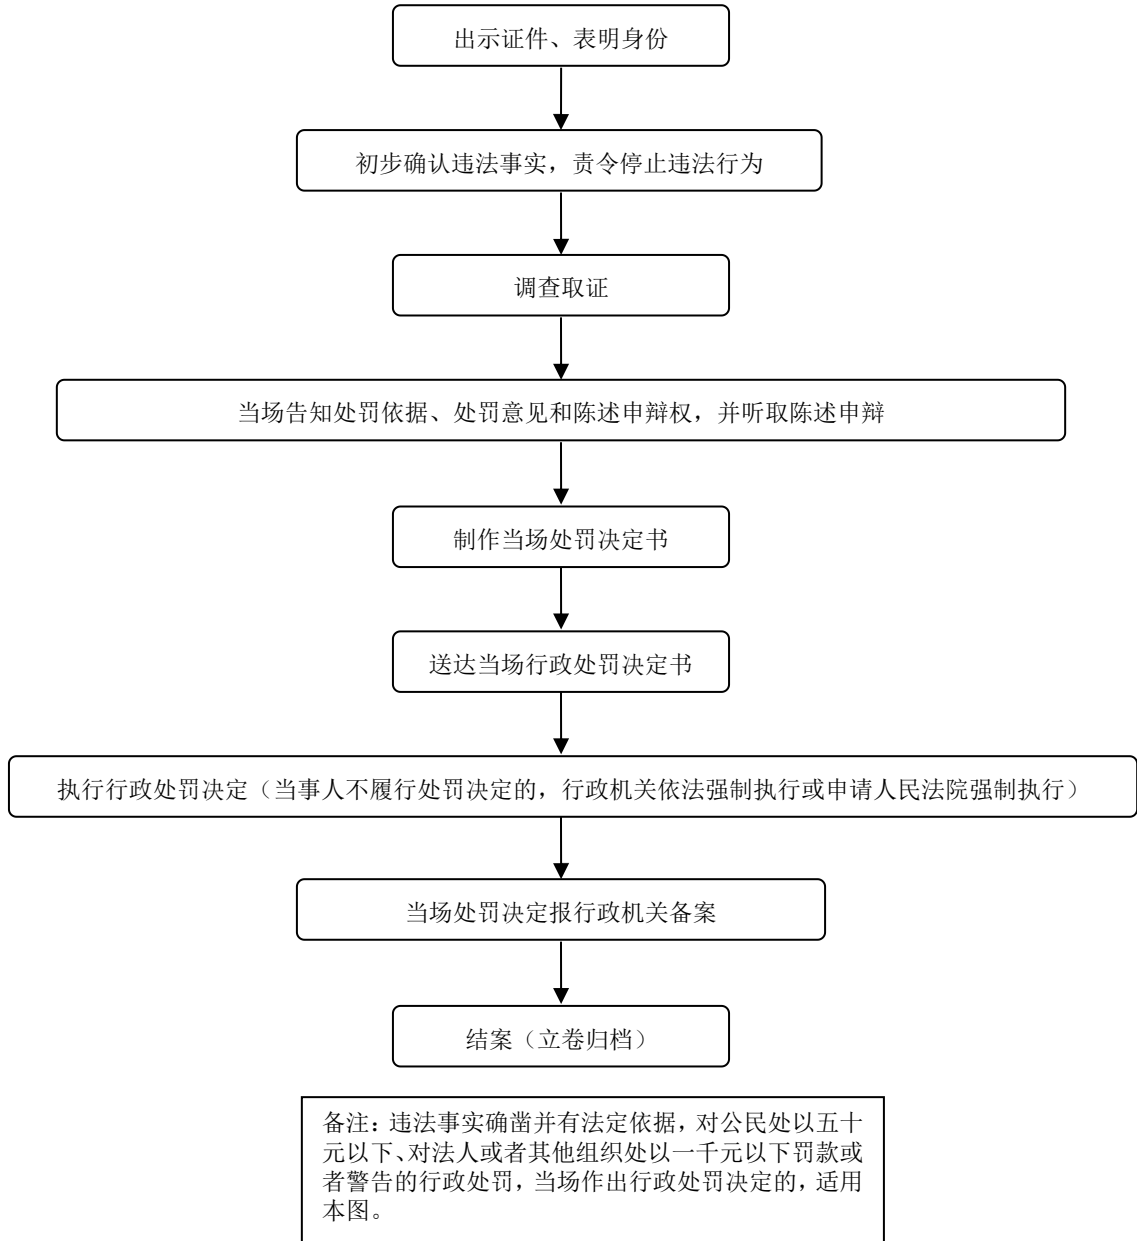 出示证件、表明身份
初步确认违法事实，责令停止违法行为
调查取证
当场告知处罚依据、处罚意见和陈述申辩权，并听取陈述申辩
制作当场处罚决定书
送达当场行政处罚决定书
执行行政处罚决定（当事人不履行处罚决定的，行政机关依法强制执行或申请人民法院强制执行）
当场处罚决定报行政机关备案
结案（立卷归档）
备注：违法事实确凿并有法定依据，对公民处以五十
元以下、对法人或者其他组织处以一千元以下罚款或
者警告的行政处罚，当场作出行政处罚决定的，适用
本图。